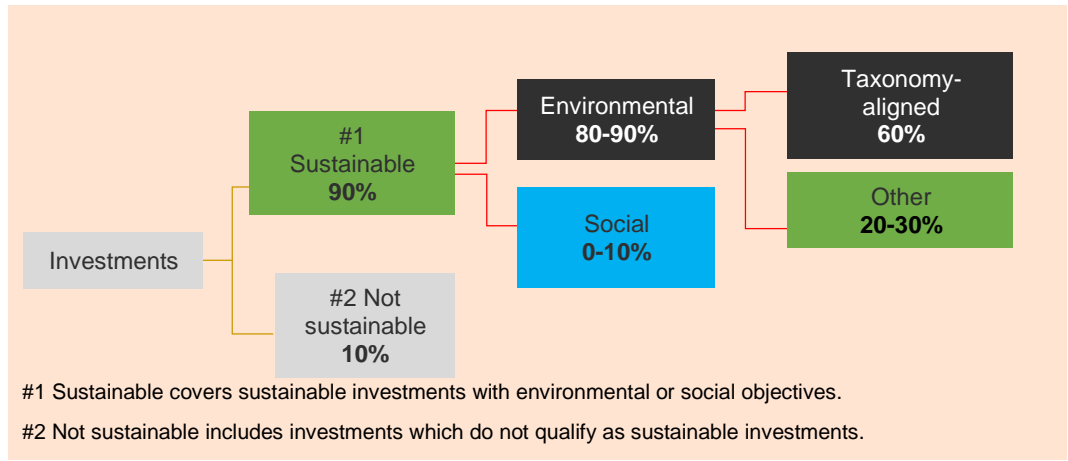 Investments
#1
Sustainable
90%
#2 Not
sustainable
10%
Environmental
80-90%
Social
0-10%
Taxonomy-
aligned
60%
Other
20-30%
#1 Sustainable covers sustainable investments with environmental or social objectives.
#2 Not sustainable includes investments which do not qualify as sustainable investments.